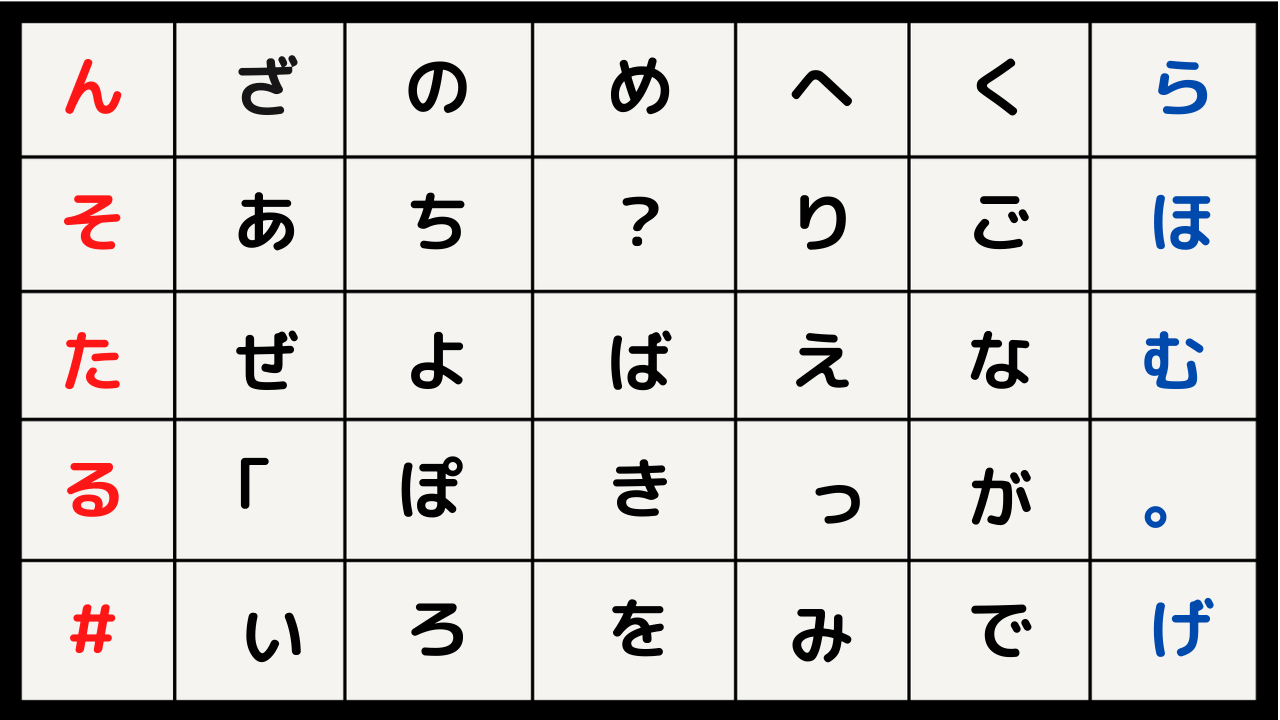 ん ざ の め へ く ら
そ あ ち ? り ご ほ
た ぜ よ ば え な む
る 「 ぽ き っ が 。
# い ろ を み で げ